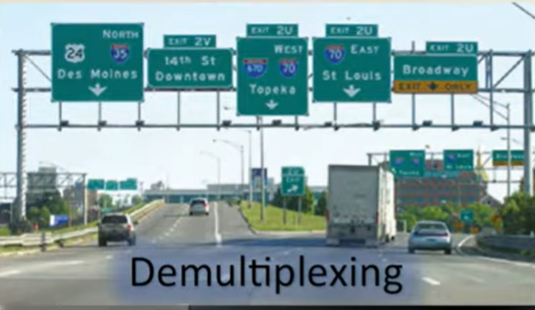 NORTH
24 35
Des Moines
EXIT 2V
14th St
Downtown
EXIT 2U
WEST
670 70
Topeka
EXIT 2U
70 EAST
St Louis
EXIT 2U
Broadway
EXIT ONLY
Demultiplexing